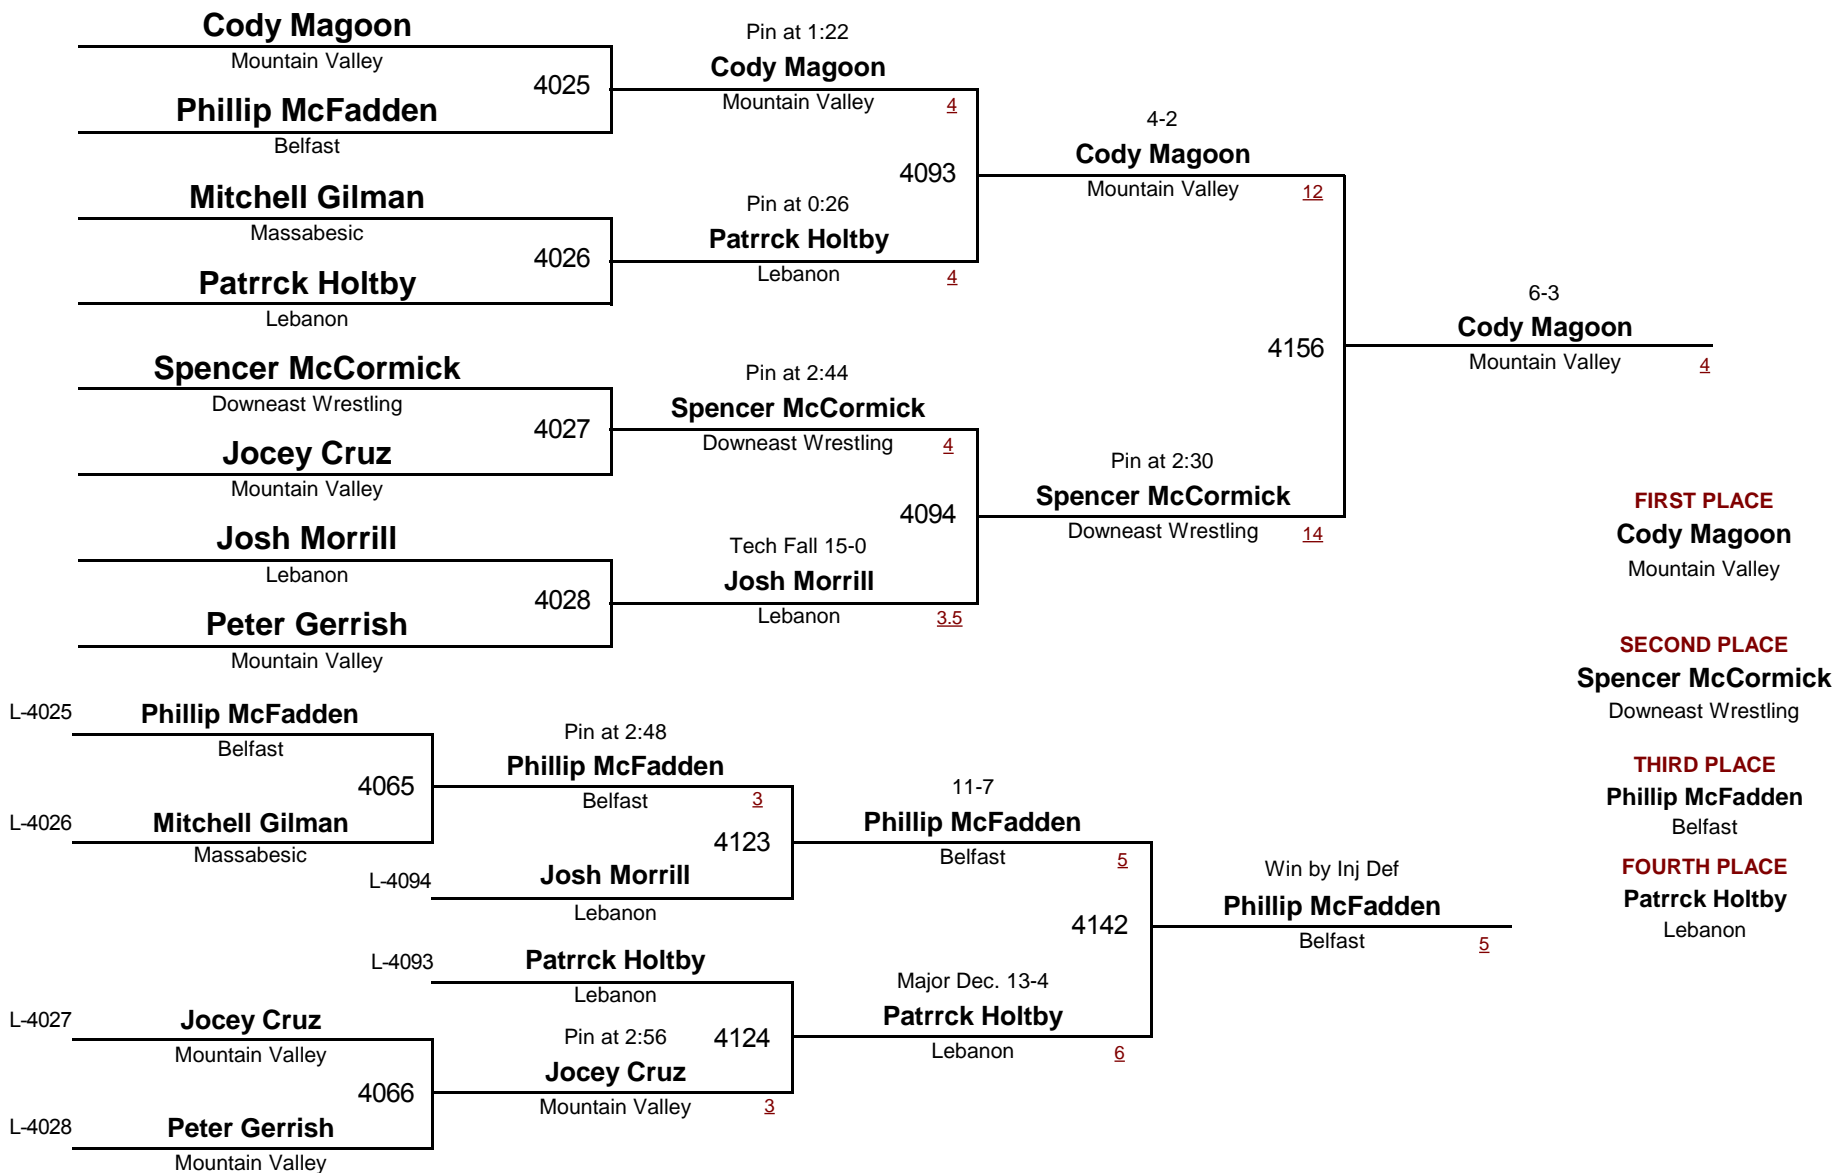 Cody Magoon
Mountain Valley
4025
Phillip McFadden
Belfast
Pin at 1:22
Cody Magoon
Mountain Valley
4
Mitchell Gilman
Massabesic
4026
Patrrck Holtby
Lebanon
4093
Pin at 0:26
Patrrck Holtby
Lebanon
4
4-2
Cody Magoon
Mountain Valley
12
Spencer McCormick
Downeast Wrestling
4027
Jocey Cruz
Mountain Valley
Pin at 2:44
Spencer McCormick
Downeast Wrestling
4
4156
6-3
Cody Magoon
Mountain Valley
4
Josh Morrill
Lebanon
4028
Peter Gerrish
Mountain Valley
4094
Tech Fall 15-0
Josh Morrill
Lebanon
3.5
Pin at 2:30
Spencer McCormick
Downeast Wrestling
14
FIRST PLACE
Cody Magoon
Mountain Valley
SECOND PLACE
Spencer McCormick
Downeast Wrestling
THIRD PLACE
Phillip McFadden
Belfast
FOURTH PLACE
Patrrck Holtby
Lebanon
L-4025
Phillip McFadden
Belfast
4065
L-4026
Mitchell Gilman
Massabesic
Pin at 2:48
Phillip McFadden
Belfast
3
4123
L-4094
Josh Morrill
Lebanon
11-7
Phillip McFadden
Belfast
5
4142
Win by Inj Def
Phillip McFadden
Belfast
5
L-4093
Patrrck Holtby
Lebanon
4124
Major Dec. 13-4
Patrrck Holtby
Lebanon
6
L-4027
Jocey Cruz
Mountain Valley
4066
Pin at 2:56
Jocey Cruz
Mountain Valley
3
L-4028
Peter Gerrish
Mountain Valley